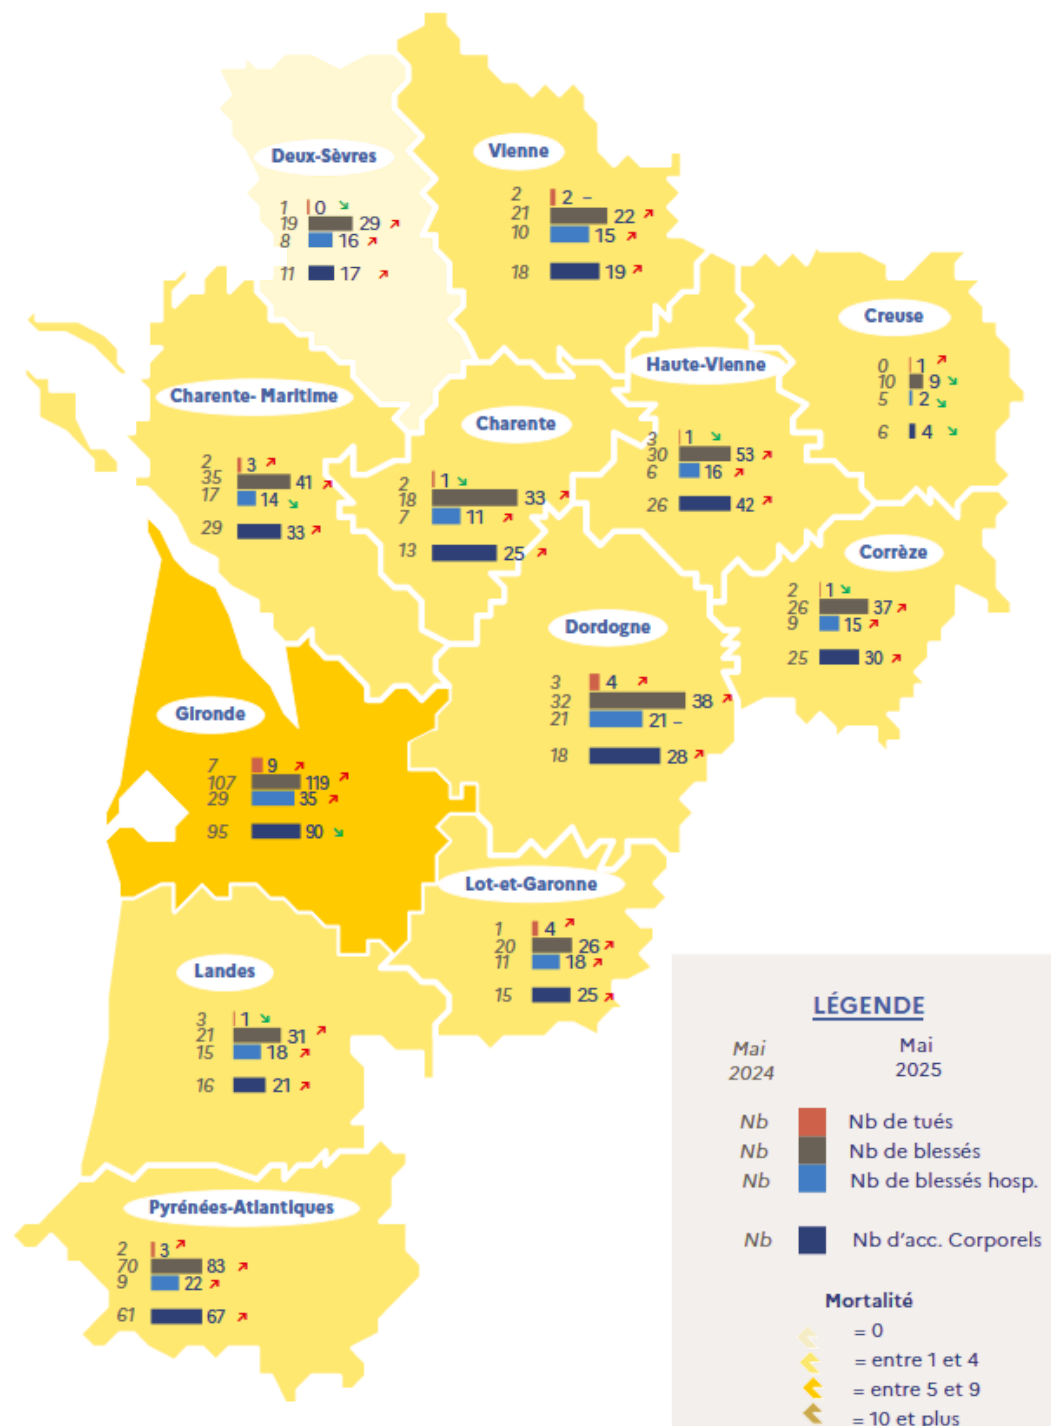 Deux-Sèvres
1 0
19 29
8 16
11 17
Vienne
2 2 –
21 22
10 15
18 19
Creuse
0 1
10 9
5 2
6 4
Haute-Vienne
3 1
30 53
6 16
26 42
Charente- Maritime
2 3
35 41
17 14
29 33
Charente
2 1
18 33
7 11
13 25
Corrèze
2 1
26 37
9 15
25 30
Dordogne
3 4
32 38
21 21 –
18 28
Gironde
7 9
107 119
29 35
95 90
Lot-et-Garonne
1 4
20 26
11 18
15 25
Landes
3 1
21 31
15 18
16 21
Pyrénées-Atlantiques
2 3
70 83
9 22
61 67
LÉGENDE
Mai Mai
2024 2025
Nb Nb de tués
Nb Nb de blessés
Nb Nb de blessés hosp.
Nb Nb d'acc. Corporels
Mortalité
= 0
= entre 1 et 4
= entre 5 et 9
= 10 et plus